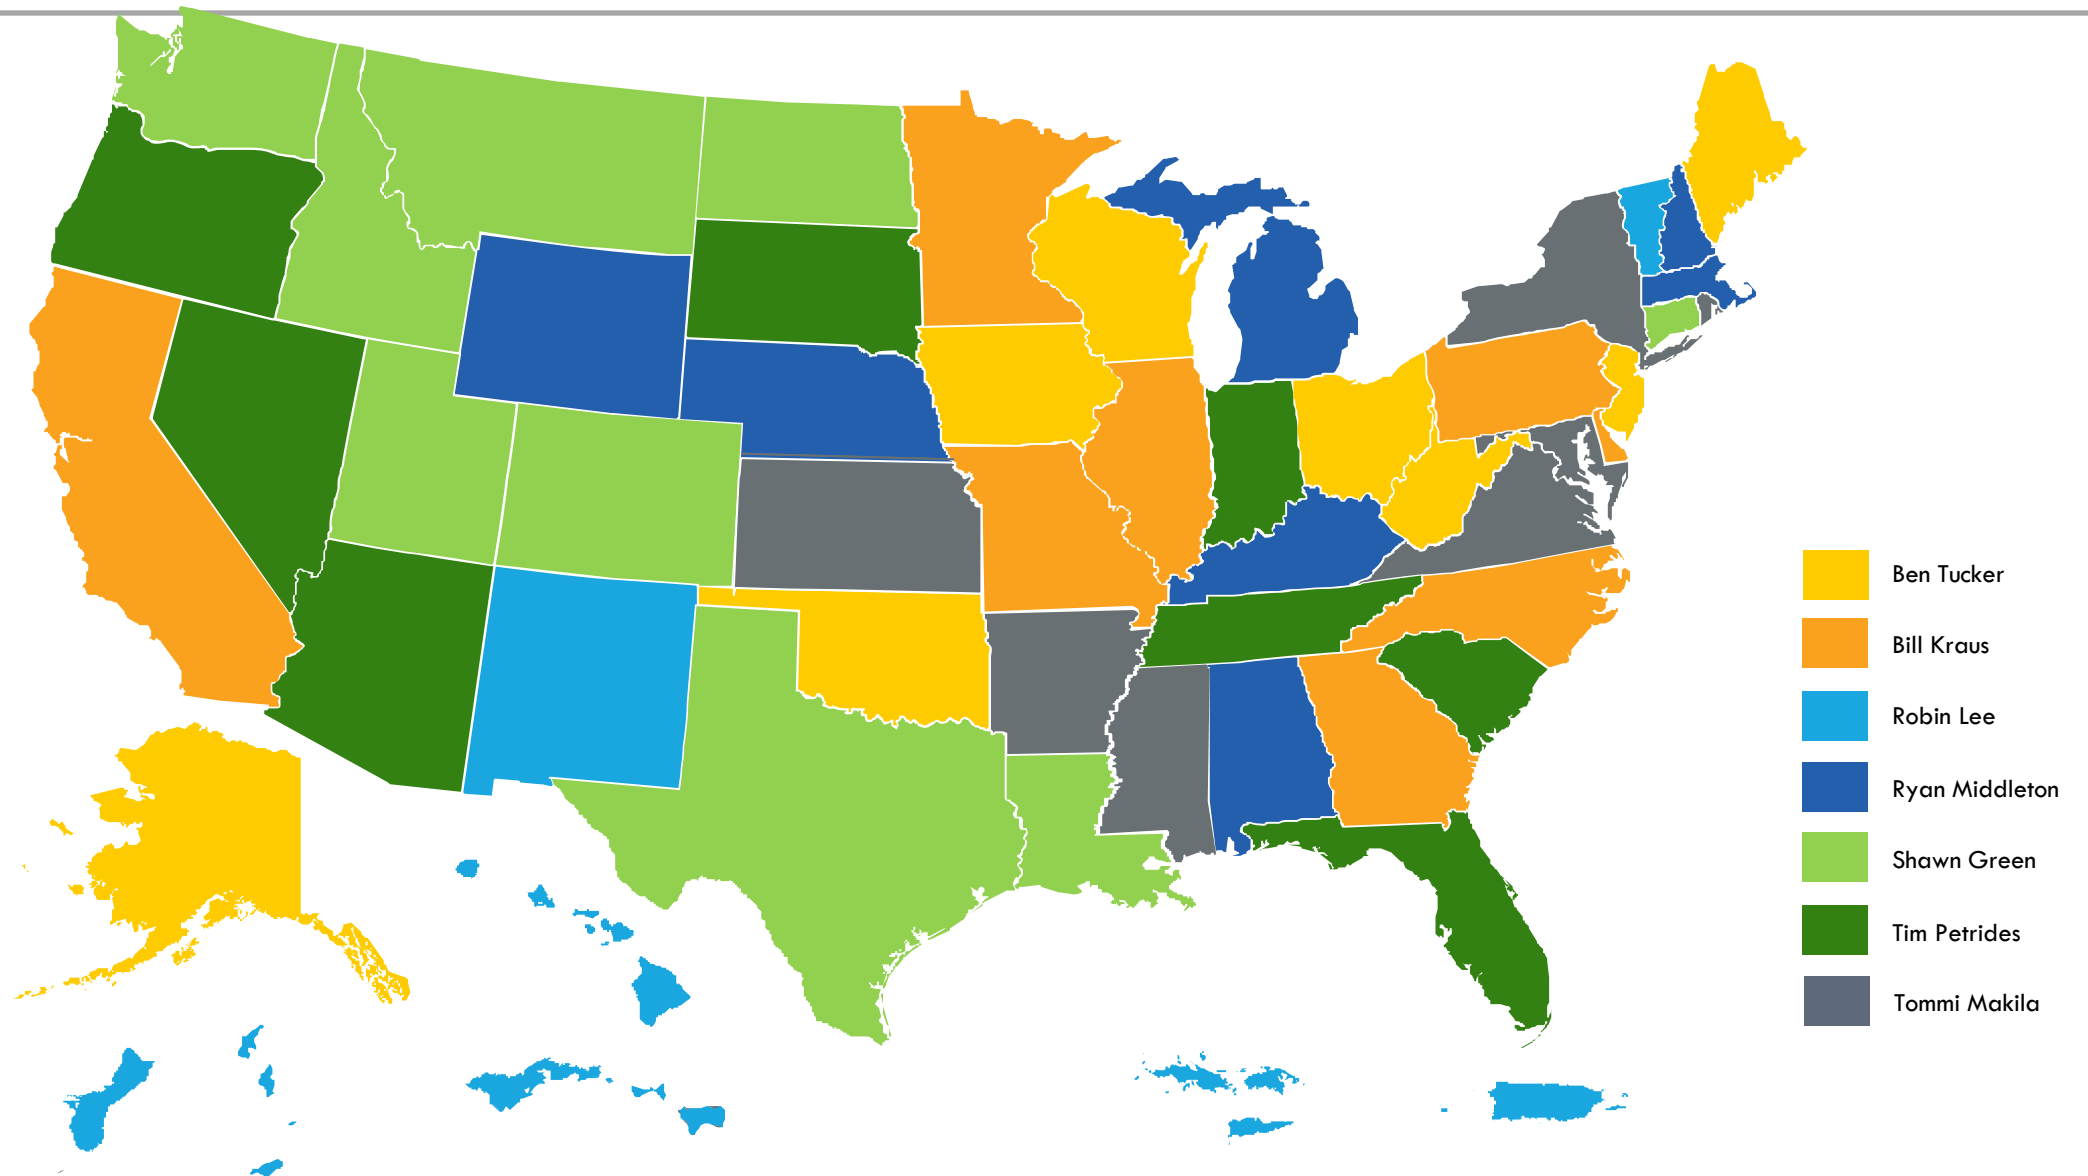 Ben Tucker
Bill Kraus
Robin Lee
Ryan Middleton
Shawn Green
Tim Petrides
Tommi Makila